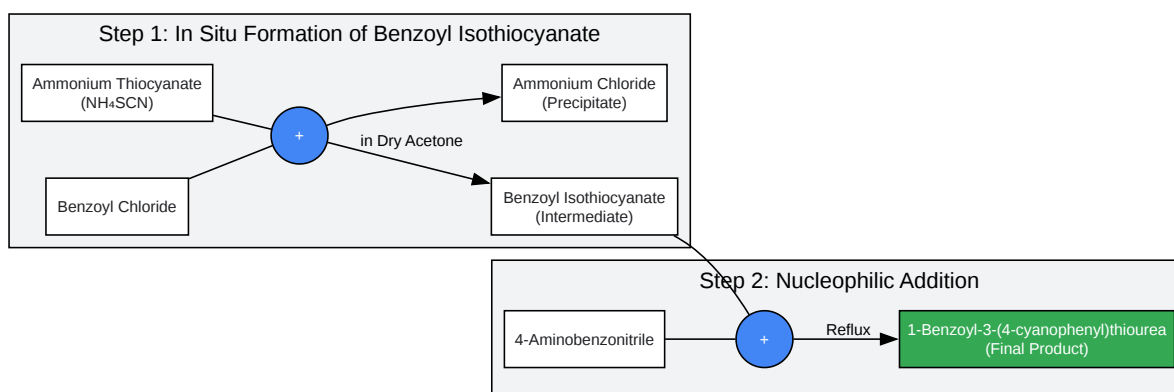 Step 1: In Situ Formation of Benzoyl Isothiocyanate
Ammonium Thiocyanate
(NH₄SCN)
Ammonium Chloride
(Precipitate)
+
in Dry Acetone
Benzoyl Chloride
Benzoyl Isothiocyanate
(Intermediate)
Step 2: Nucleophilic Addition
4-Aminobenzonitrile
+
Reflux
1-Benzoyl-3-(4-cyanophenyl)thiourea
(Final Product)